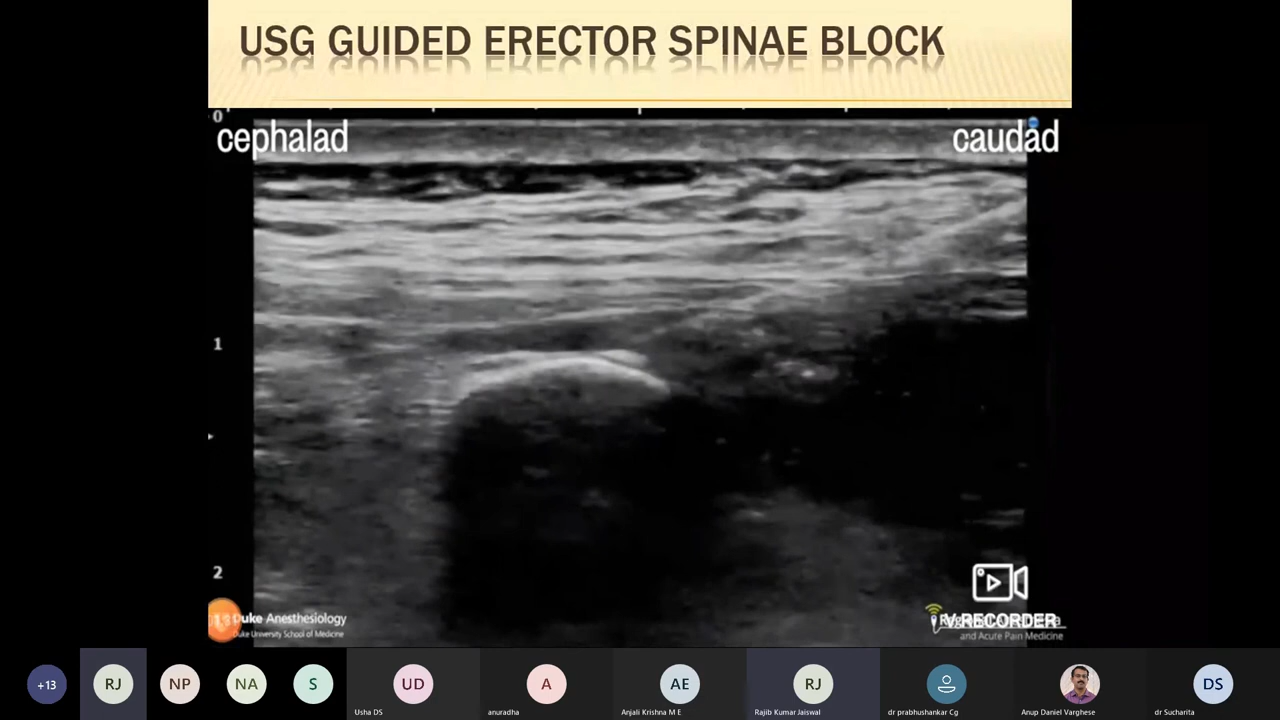 USG GUIDED ERECTOR SPINAE BLOCK
0
cephalad
caudad
1
2
Duke Anesthesiology
Duke University School of Medicine
V RECORDER
and Acute Pain Medicine
+13
RJ
NP
NA
S
UD
A
AE
RJ
DS
Usha DS
anuradha
Anjali Krishna M E
Rajib Kumar Jaiswal
dr prabhushankar Cg
Anup Daniel Varghese
dr Sucharita